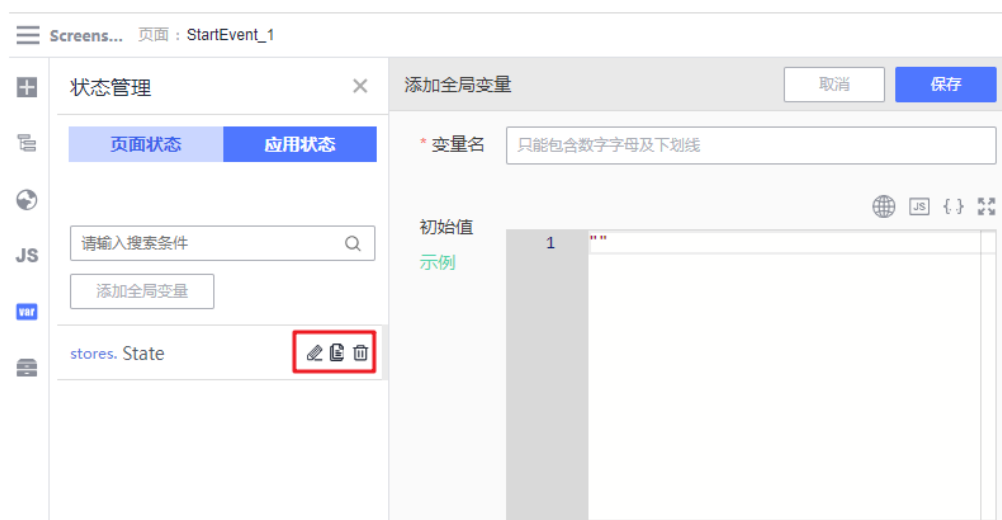 Screens... 页面 : StartEvent_1
状态管理
页面状态 应用状态
请输入搜索条件
添加全局变量
stores. State
JS
var
添加全局变量
取消 保存
* 变量名 只能包含数字字母及下划线
JS {.}
初始值
示例
1 ""